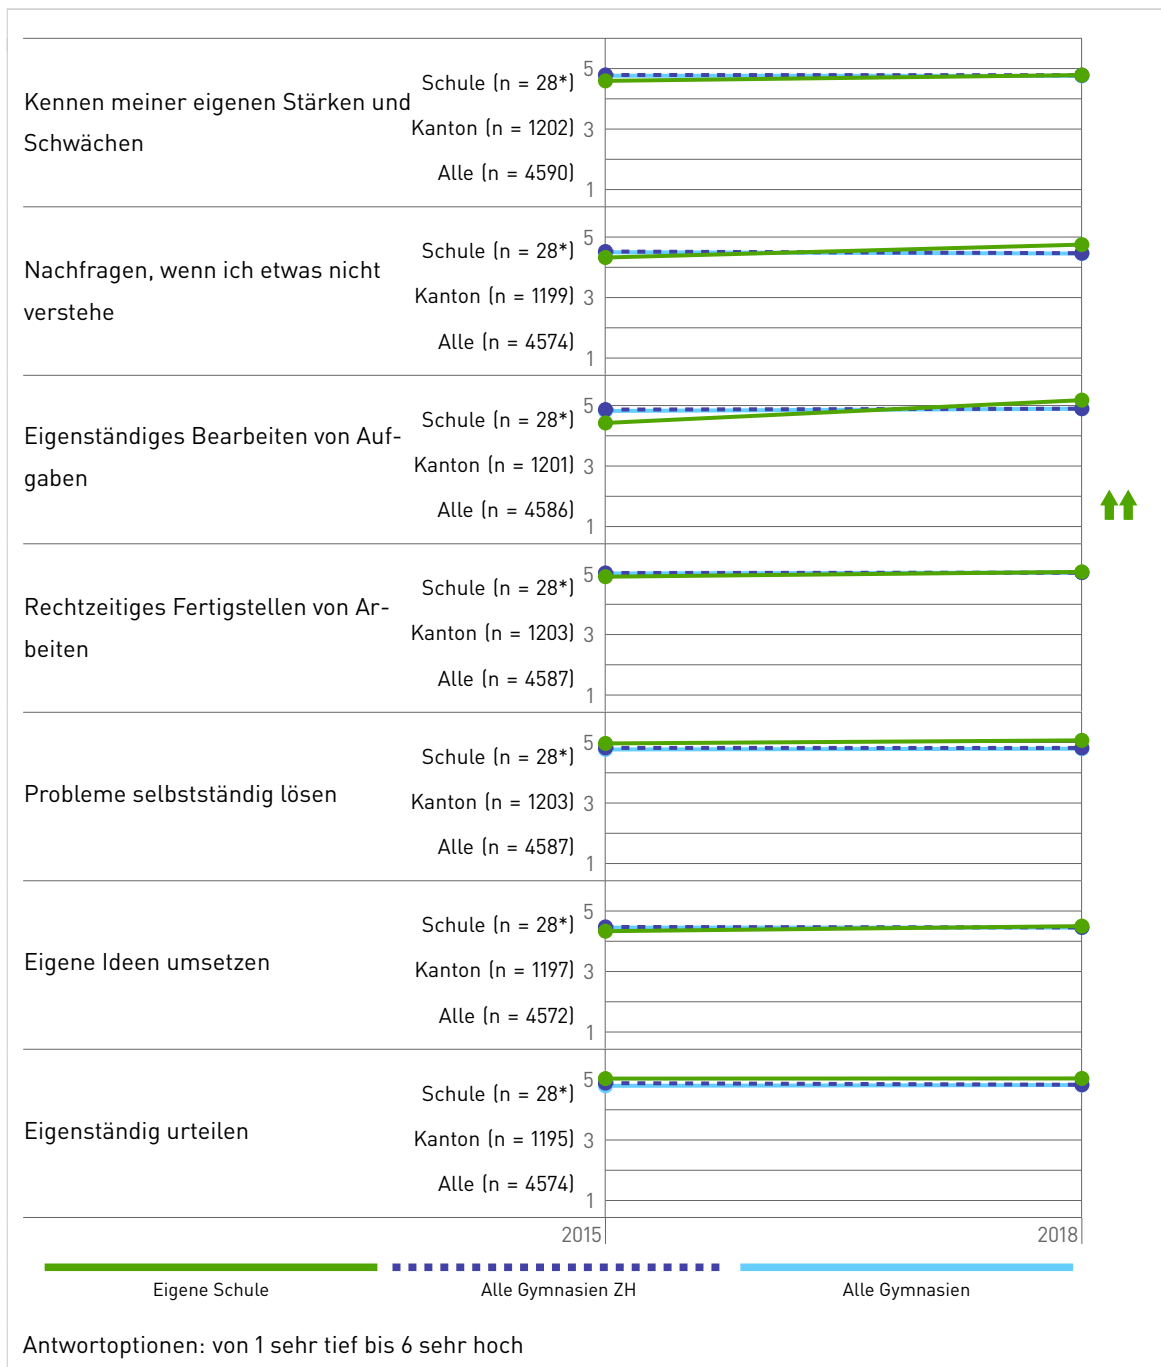 5
Schule (n = 28*)
Kennen meiner eigenen Stärken und
Kanton (n = 1202) 3
Schwächen
Alle (n = 4590)
1
5
Schule (n = 28*)
Nachfragen, wenn ich etwas nicht
Kanton (n = 1199) 3
verstehe
Alle (n = 4574)
1
5
Schule (n = 28*)
Eigenständiges Bearbeiten von Auf-
Kanton (n = 1201) 3
gaben
Alle (n = 4586)
1
5
Schule (n = 28*)
Rechtzeitiges Fertigstellen von Ar-
Kanton (n = 1203) 3
beiten
Alle (n = 4587)
1
5
Schule (n = 28*)
Probleme selbstständig lösen
Kanton (n = 1203) 3
Alle (n = 4587)
1
5
Schule (n = 28*)
Eigene Ideen umsetzen
Kanton (n = 1197) 3
Alle (n = 4572)
1
5
Schule (n = 28*)
Eigenständig urteilen
Kanton (n = 1195) 3
Alle (n = 4574)
1
2015 2018
Eigene Schule Alle Gymnasien ZH Alle Gymnasien
Antwortoptionen: von 1 sehr tief bis 6 sehr hoch